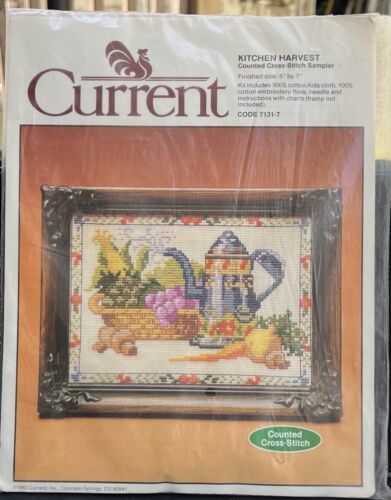 Current
KITCHEN HARVEST
Counted Cross-Stitch Sampler
Finished size: 5" by 7"
Kit includes 100% cotton Aida cloth, 100%
cotton embroidery floss, needle and
instructions with charts (frame not
included).
CODE 7131-7
Counted
Cross-Stitch
Current, Inc., Colorado Springs, CO 80941